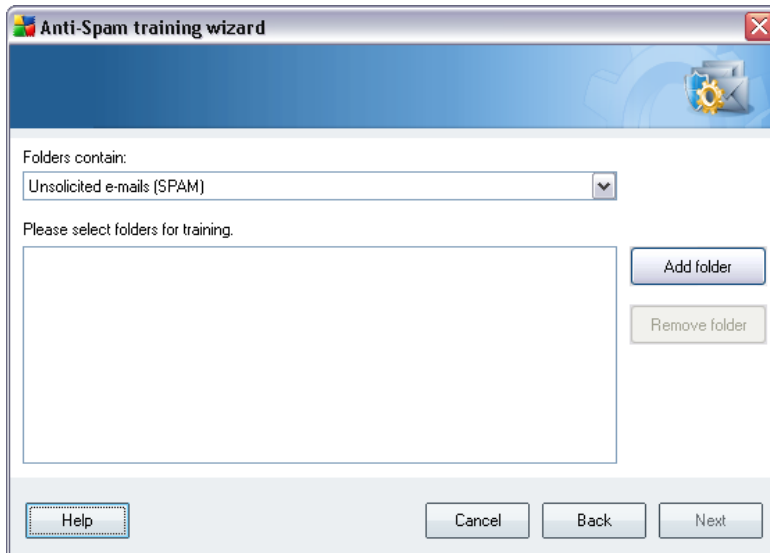 Anti-Spam training wizard
Folders contain:
Unsolicited e-mails (SPAM)
Please select folders for training.
Add folder
Remove folder
Help
Cancel
Back
Next